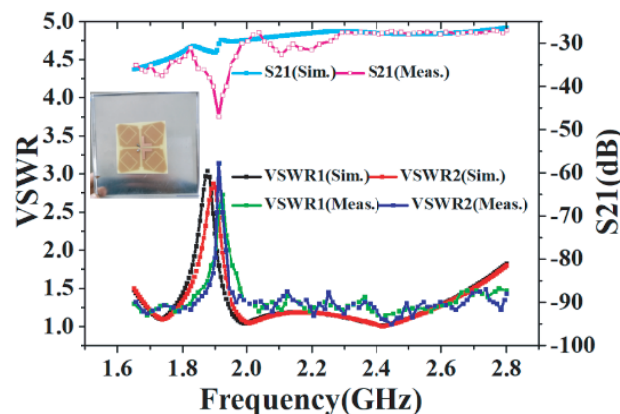 5.0
4.5
4.0
3.5
3.0
2.5
2.0
1.5
1.0
VSWR
-20
-30
-40
-50
-60
-70
-80
-90
-100
S21(dB)
S21(Sim.) S21(Meas.)
VSWR1(Sim.) VSWR2(Sim.)
VSWR1(Meas.) VSWR2(Meas.)
1.6 1.8 2.0 2.2 2.4 2.6 2.8
Frequency(GHz)